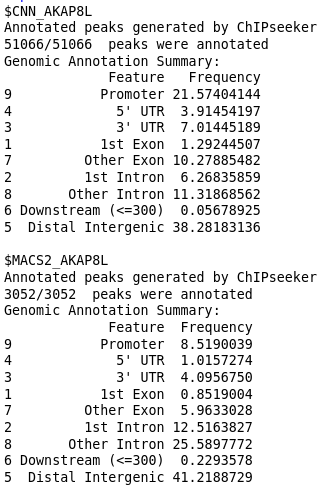 $CNN_AKAP8L
Annotated peaks generated by ChIPseeker
51066/51066  peaks were annotated
Genomic Annotation Summary:
             Feature   Frequency
9           Promoter 21.57404144
4             5' UTR  3.91454197
3             3' UTR  7.01445189
1           1st Exon  1.29244507
7         Other Exon 10.27885482
2         1st Intron  6.26835859
8       Other Intron 11.31868562
6 Downstream (<=300)  0.05678925
5  Distal Intergenic 38.28183136

$MACS2_AKAP8L
Annotated peaks generated by ChIPseeker
3052/3052  peaks were annotated
Genomic Annotation Summary:
             Feature  Frequency
9           Promoter  8.5190039
4             5' UTR  1.0157274
3             3' UTR  4.0956750
1           1st Exon  0.8519004
7         Other Exon  5.9633028
2         1st Intron 12.5163827
8       Other Intron 25.5897772
6 Downstream (<=300)  0.2293578
5  Distal Intergenic 41.2188729